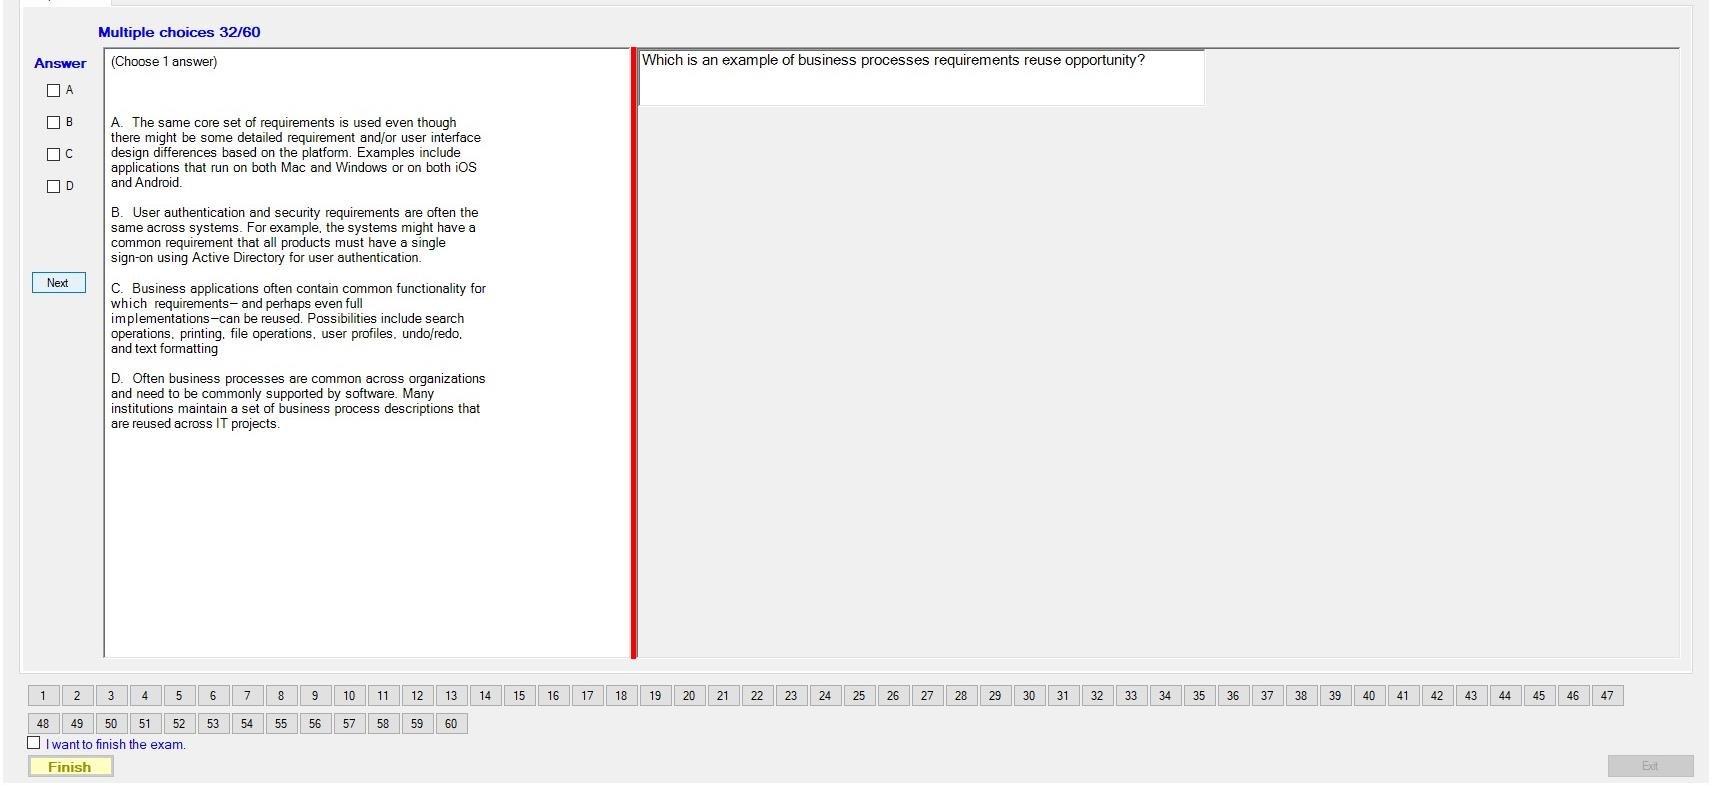 Multiple choices 32/60
Answer
A
B
C
D
Next
(Choose 1 answer)
A. The same core set of requirements is used even though
there might be some detailed requirement and/or user interface
design differences based on the platform. Examples include
applications that run on both Mac and Windows or on both iOS
and Android.
B. User authentication and security requirements are often the
same across systems. For example, the systems might have a
common requirement that all products must have a single
sign-on using Active Directory for user authentication.
C. Business applications often contain common functionality for
which requirements– and perhaps even full
implementations–can be reused. Possibilities include search
operations, printing, file operations, user profiles, undo/redo,
and text formatting
D. Often business processes are common across organizations
and need to be commonly supported by software. Many
institutions maintain a set of business process descriptions that
are reused across IT projects.
Which is an example of business processes requirements reuse opportunity?
1 2 3 4 5 6 7 8 9 10 11 12 13 14 15 16 17 18 19 20 21 22 23 24 25 26 27 28 29 30 31 32 33 34 35 36 37 38 39 40 41 42 43 44 45 46 47
48 49 50 51 52 53 54 55 56 57 58 59 60
I want to finish the exam.
Finish
Exit